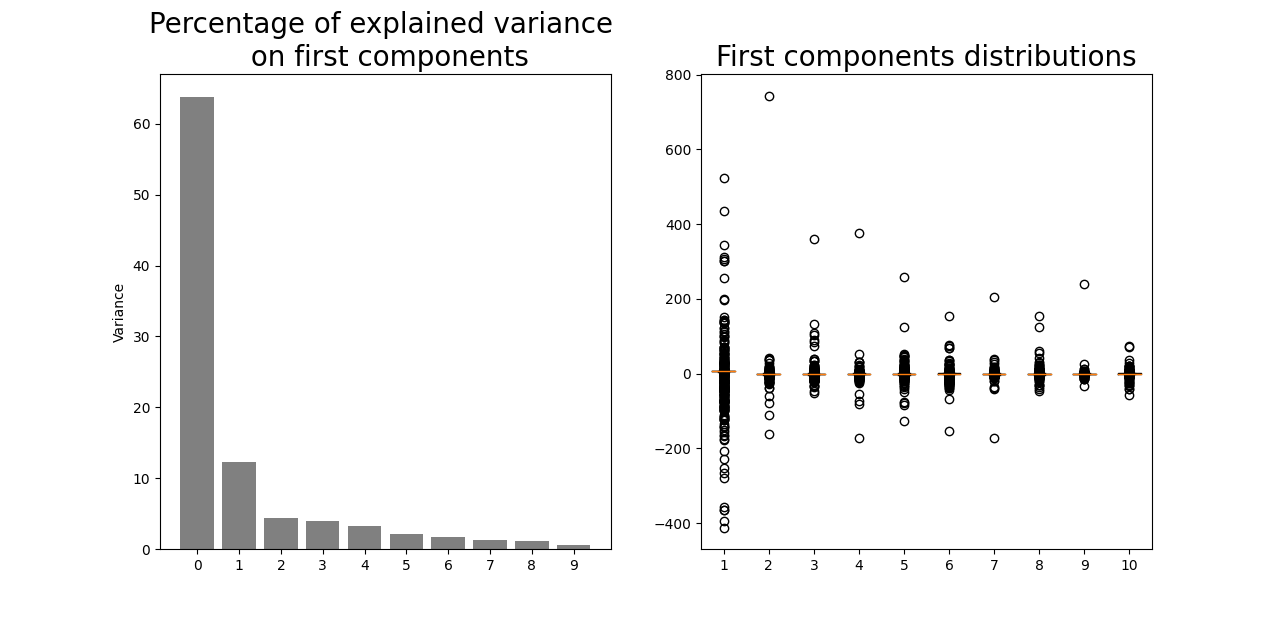 Percentage of explained variance
on first components
Variance
60
50
40
30
20
10
0
0 1 2 3 4 5 6 7 8 9
First components distributions
800
600
400
200
0
−200
−400
1 2 3 4 5 6 7 8 9 10